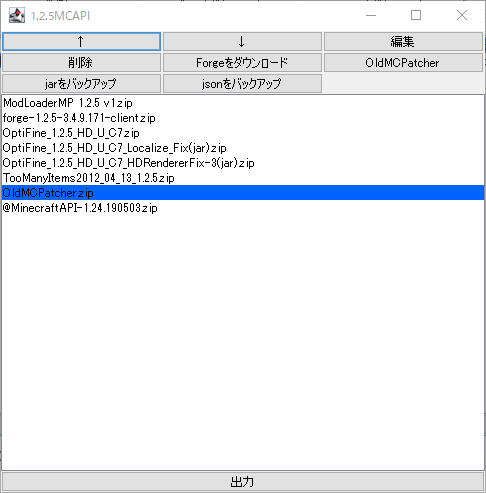 1.2.5MCAPI
↑ ↓ 編集
削除 Forgeをダウンロード OldMCPatcher
jarをバックアップ jsonをバックアップ
ModLoaderMP 1.2.5 v1.zip
forge-1.2.5-3.4.9.171-client.zip
OptiFine_1.2.5_HD_U_C7.zip
OptiFine_1.2.5_HD_U_C7_Localize_Fix(jar).zip
OptiFine_1.2.5_HD_U_C7_HDRendererFix-3(jar).zip
TooManyItems2012_04_13_1.2.5.zip
OldMCPatcher.zip
@MinecraftAPI-1.24.190503.zip
出力